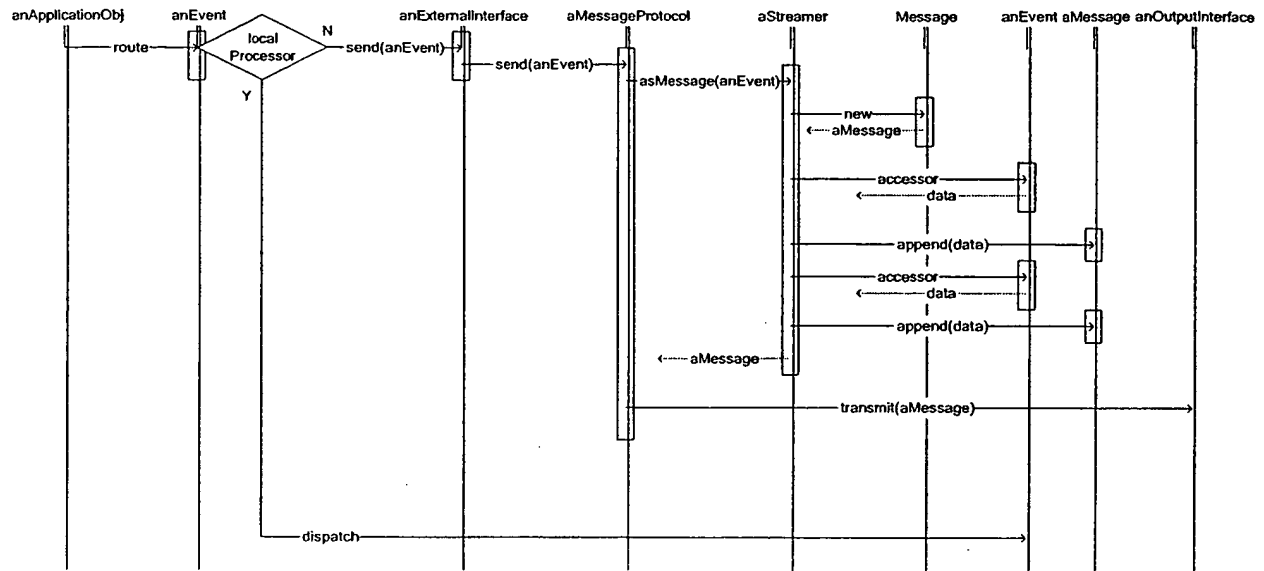 anApplicationObj anEvent anExternalInterface aMessageProtocol aStreamer Message anEvent aMessage anOutputInterface
N
route
local
Processor
send(anEvent)
send(anEvent)
asMessage(anEvent)
Y
new
aMessage
accessor
data
append(data)
accessor
data
append(data)
aMessage
transmit(aMessage)
dispatch